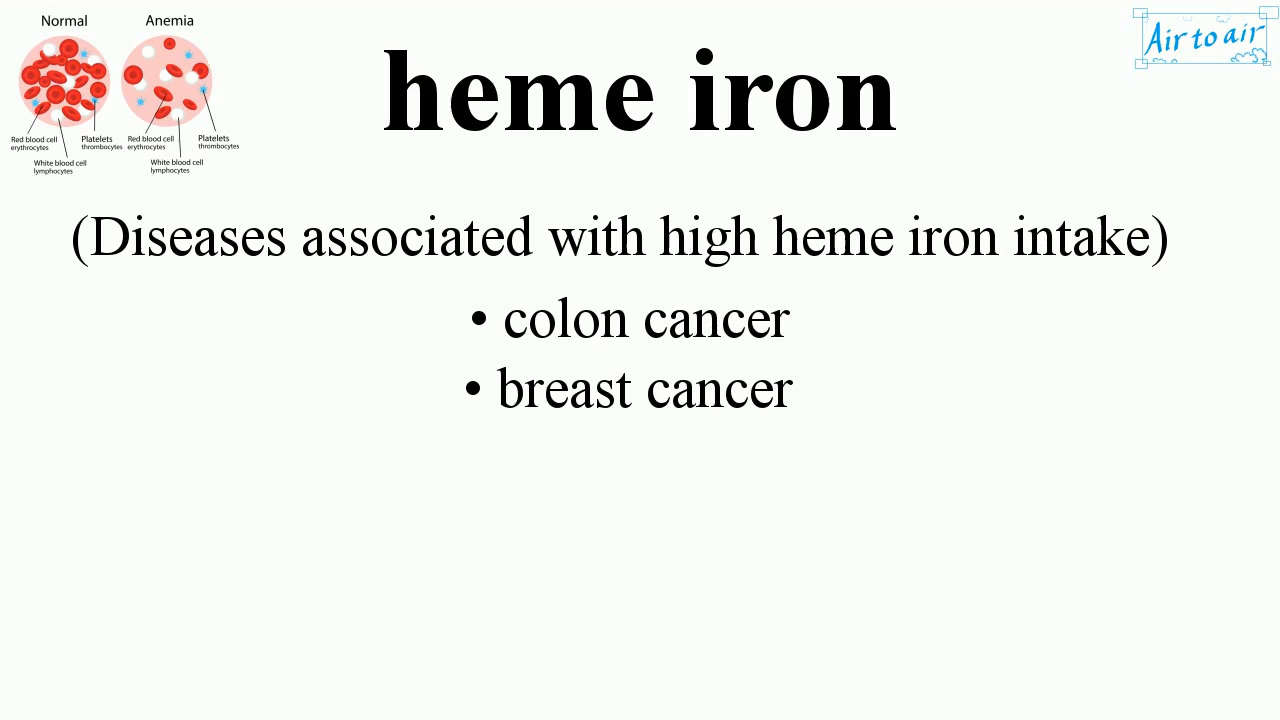 Normal
Anemia
Air to air
heme iron
Red blood cell
erythrocytes
Platelets
thrombocytes
White blood cell
lymphocytes
Red blood cell
erythrocytes
Platelets
thrombocytes
White blood cell
lymphocytes
(Diseases associated with high heme iron intake)
• colon cancer
• breast cancer